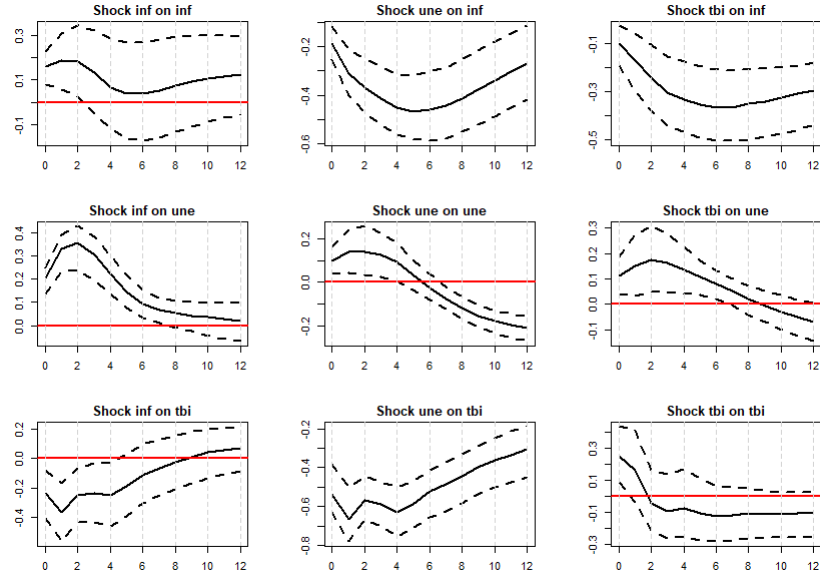 Shock inf on inf
0.3
0.1
-0.1
0 2 4 6 8 10 12
Shock une on inf
-0.2
-0.4
-0.6
0 2 4 6 8 10 12
Shock tbi on inf
-0.1
-0.3
-0.5
0 2 4 6 8 10 12
Shock inf on une
0.4
0.3
0.2
0.1
0.0
0 2 4 6 8 10 12
Shock une on une
0.2
0.0
-0.2
0 2 4 6 8 10 12
Shock tbi on une
0.3
0.2
0.1
0.0
-0.1
0 2 4 6 8 10 12
Shock inf on tbi
0.2
0.0
-0.2
-0.4
0 2 4 6 8 10 12
Shock une on tbi
-0.2
-0.4
-0.6
-0.8
0 2 4 6 8 10 12
Shock tbi on tbi
0.3
0.1
-0.1
-0.3
0 2 4 6 8 10 12